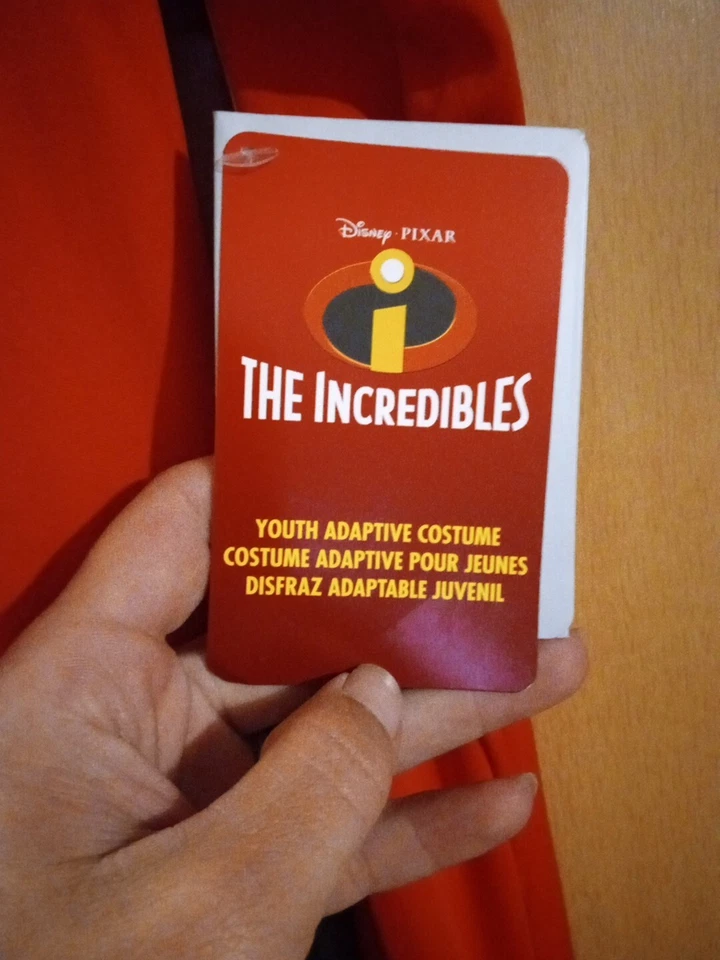 Disney · PIXAR
i
THE INCREDIBLES
YOUTH ADAPTIVE COSTUME
COSTUME ADAPTIVE POUR JEUNES
DISFRAZ ADAPTABLE JUVENIL